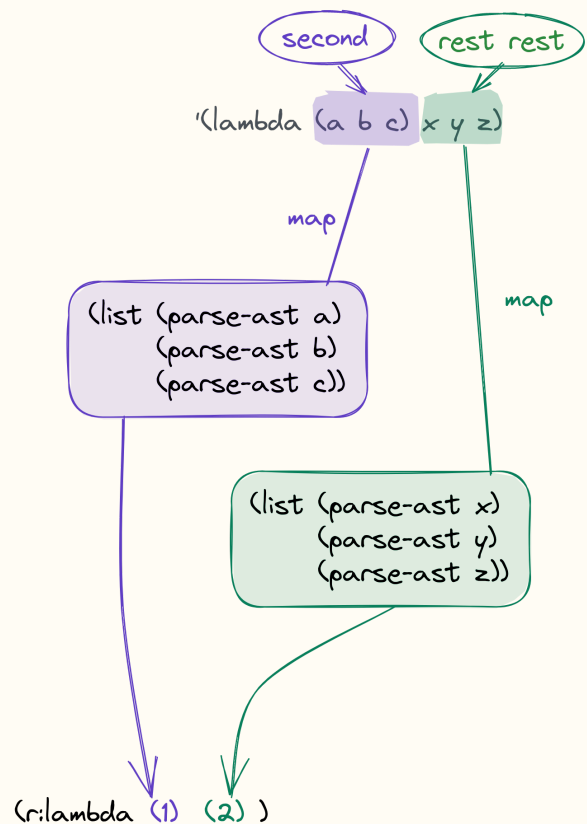 second rest rest
'(lambda (a b c) x y z)
map
map
(list (parse-ast a)
(parse-ast b)
(parse-ast c))
(list (parse-ast x)
(parse-ast y)
(parse-ast z))
(r:lambda (1) (2) )